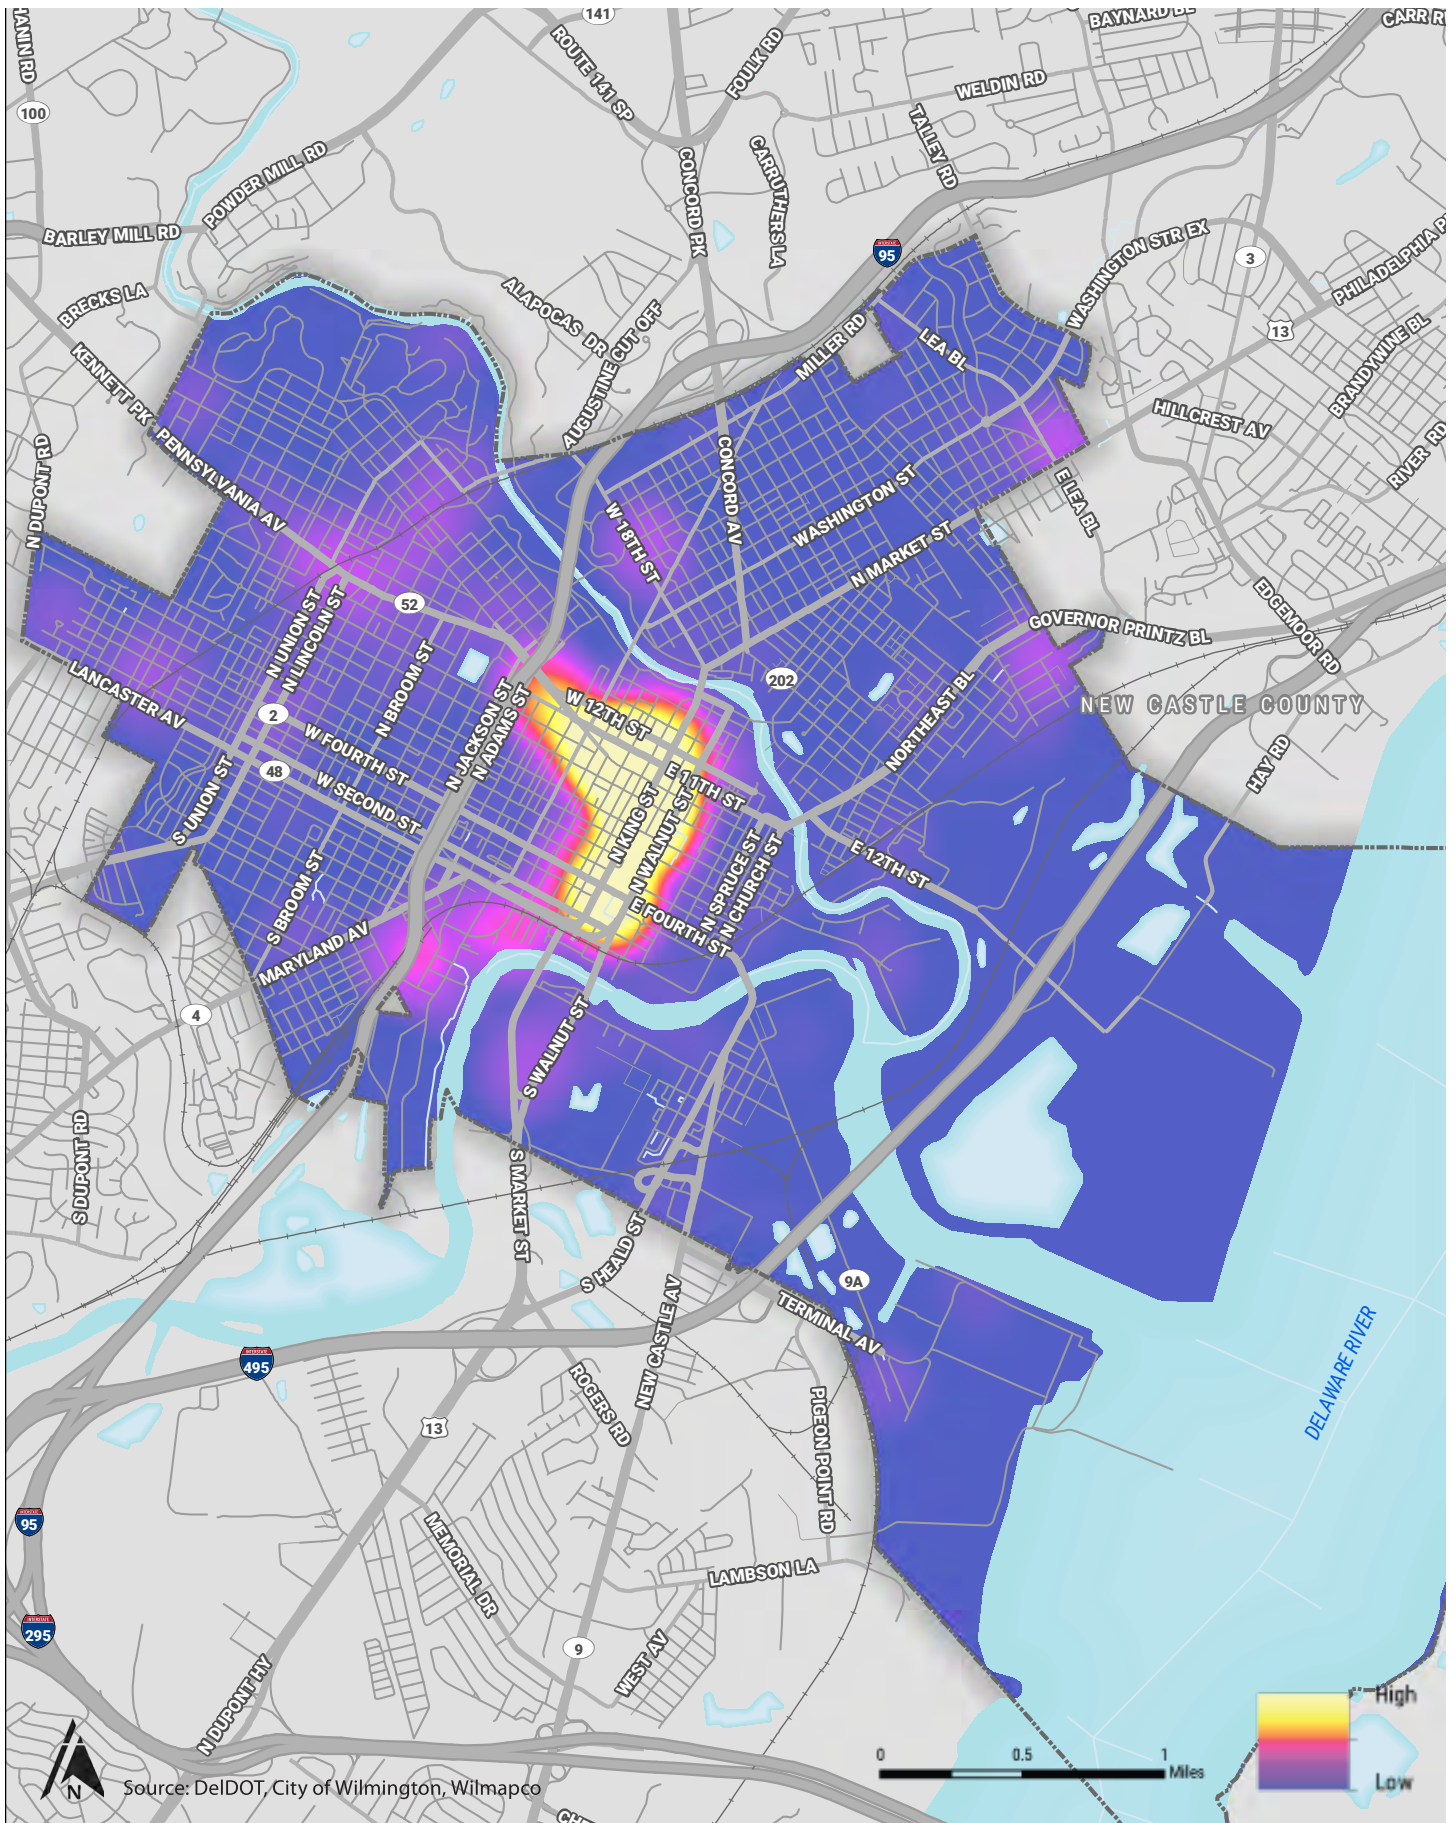 141
BAYNARD BL
CARR R
HANIN RD
ROUTE 141 SP
FOULK RD
WELDIN RD
100
TALLEY RD
POWDER MILL RD
CONCORD PK
CARRUTHERS LA
BARLEY MILL RD
INTERSTATE
95
WASHINGTON STR EX
3
PHILADELPHIA P
BRECKS LA
ALAPOCAS DR
AUGUSTINE CUT OFF
MILLER RD
LEA BL
13
BRANDYWINE BL
KENNETT PK
HILLCREST AV
RIVER RD
PENNSYLVANIA AV
N DUPONT RD
CONCORD AV
WASHINGTON ST
E LEA BL
W 18TH ST
N MARKET ST
52
N UNION ST
N LINCOLN ST
EDGEMOOR RD
GOVERNOR PRINTZ BL
LANCASTER AV
N BROOM ST
202
NEW CASTLE COUNTY
2
W 12TH ST
N JACKSON ST
N ADAMS ST
NORTHEAST BL
W FOURTH ST
48
W SECOND ST
E 11TH ST
HAY RD
S UNION ST
N KING ST
N WALNUT ST
N SPRUCE ST
N CHURCH ST
E 12TH ST
S BROOM ST
E FOURTH ST
MARYLAND AV
4
S WALNUT ST
S DUPONT RD
S MARKET ST
S HEALD ST
9A
TERMINAL AV
NEW CASTLE AV
INTERSTATE
495
DELAWARE RIVER
ROGERS RD
13
PIGEON POINT RD
INTERSTATE
95
MEMORIAL DR
LAMBSON LA
INTERSTATE
295
9
WEST AV
N DUPONT HY
High
Low
0 0.5 1
Miles
N
Source: DelDOT, City of Wilmington, Wilmapco